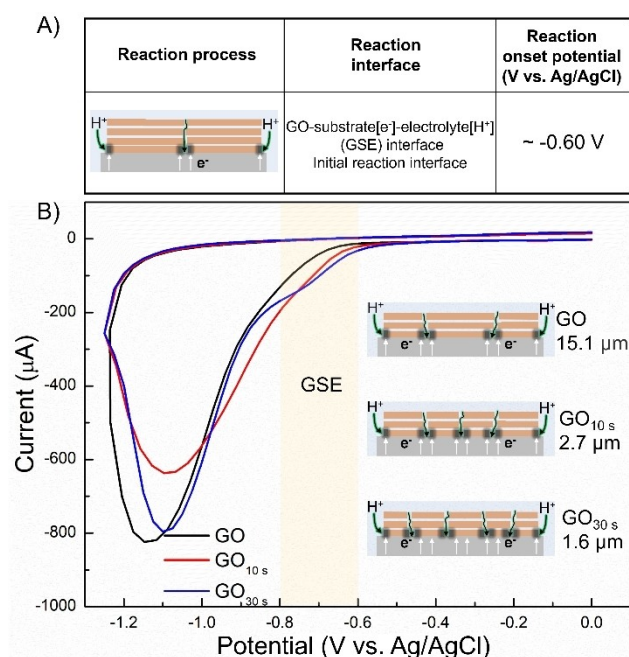 A)
Reaction process
Reaction
interface
Reaction
onset potential
(V vs. Ag/AgCl)
H⁺
H⁺
e⁻
GO-substrate[e⁻]-electrolyte[H⁺]
(GSE) interface
Initial reaction interface
~ -0.60 V
B)
0
-200
-400
-600
-800
-1000
Current (µA)
GSE
H⁺
H⁺
e⁻
e⁻
GO
15.1 µm
H⁺
H⁺
e⁻
e⁻
GO10 s
2.7 µm
H⁺
H⁺
e⁻
e⁻
GO30 s
1.6 µm
GO
GO10 s
GO30 s
-1.2
-1.0
-0.8
-0.6
-0.4
-0.2
0.0
Potential (V vs. Ag/AgCl)